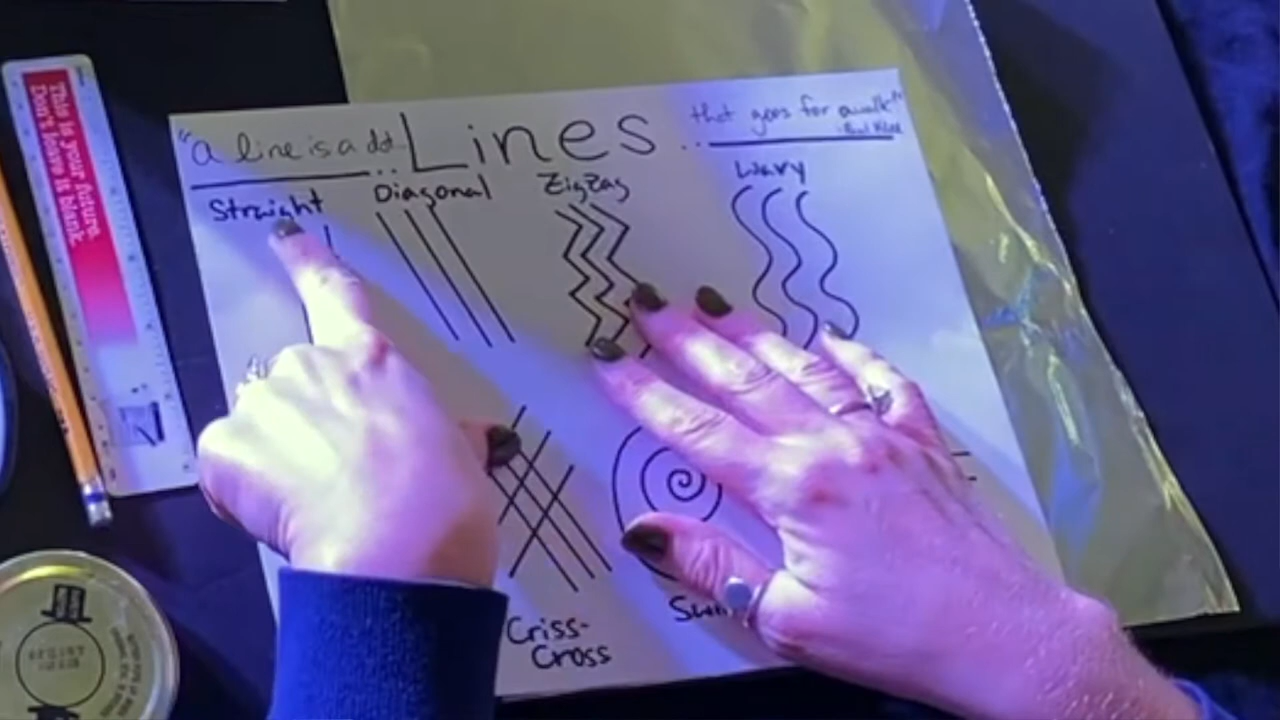 This is your future.
Don't leave it blank.
"a line is a dot..
Lines
..that goes for a walk"
Straight
Diagonal
ZigZag
Wavy
Criss-
Cross